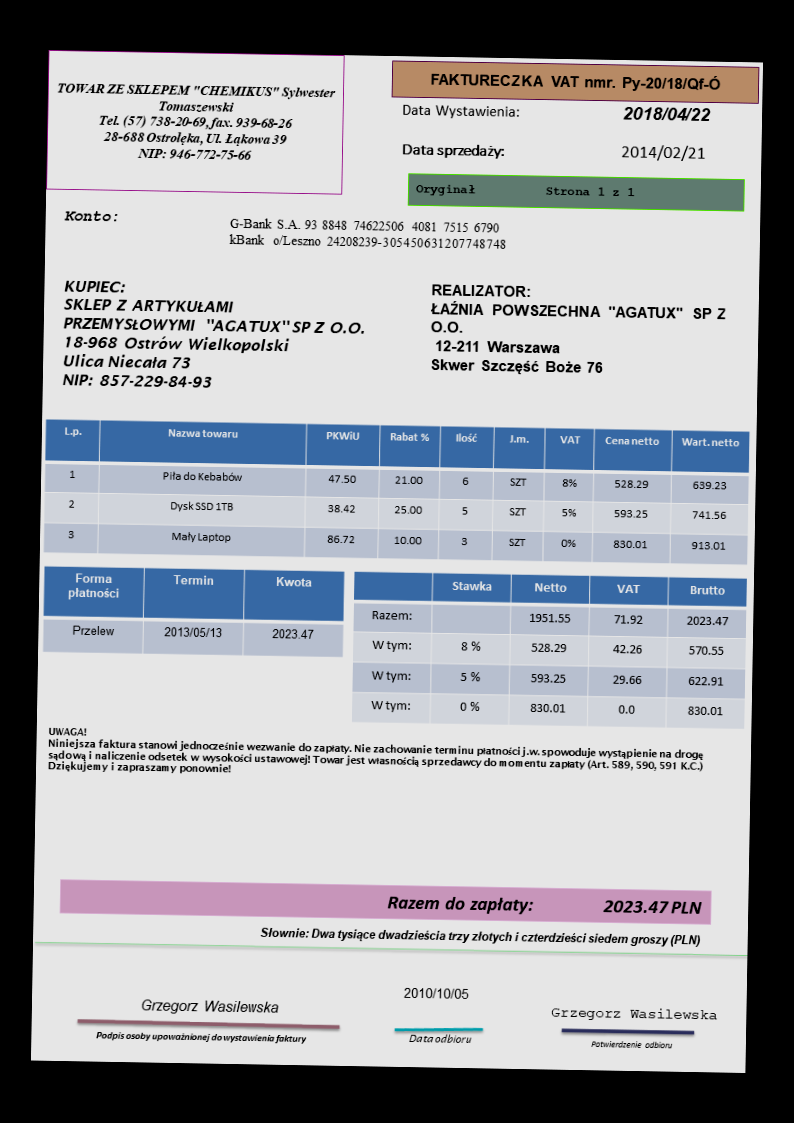 TOWAR ZE SKLEPEM "CHEMIKUS" Sylwester
Tomaszewski
Tel. (57) 738-20-69, fax. 939-68-26
28-688 Ostrołęka, Ul. Łąkowa 39
NIP: 946-772-75-66
FAKTURECZKA VAT nmr. Py-20/18/Qf-Ó
Data Wystawienia: 2018/04/22
Data sprzedaży: 2014/02/21
Oryginał Strona 1 z 1
Konto:
G-Bank S.A. 93 8848 74622506 4081 7515 6790
kBank o/Leszno 24208239-305450631207748748
KUPIEC:
SKLEP Z ARTYKUŁAMI
PRZEMYSŁOWYMI "AGATUX" SP Z O.O.
18-968 Ostrów Wielkopolski
Ulica Niecała 73
NIP: 857-229-84-93
REALIZATOR:
ŁAŹNIA POWSZECHNA "AGATUX" SP Z
O.O.
12-211 Warszawa
Skwer Szczęść Boże 76
L.p. Nazwa towaru PKWiU Rabat % Ilość J.m. VAT Cena netto Wart. netto
1 Piła do Kebabów 47.50 21.00 6 SZT 8% 528.29 639.23
2 Dysk SSD 1TB 38.42 25.00 5 SZT 5% 593.25 741.56
3 Mały Laptop 86.72 10.00 3 SZT 0% 830.01 913.01
Forma płatności Termin Kwota
Przelew 2013/05/13 2023.47
Stawka Netto VAT Brutto
Razem: 1951.55 71.92 2023.47
W tym: 8 % 528.29 42.26 570.55
W tym: 5 % 593.25 29.66 622.91
W tym: 0 % 830.01 0.0 830.01
UWAGA!
Niniejsza faktura stanowi jednocześnie wezwanie do zapłaty. Nie zachowanie terminu płatności j.w. spowoduje wystąpienie na drogę
sądową i naliczenie odsetek w wysokości ustawowej! Towar jest własnością sprzedawcy do momentu zapłaty (Art. 589, 590, 591 K.C.)
Dziękujemy i zapraszamy ponownie!
Razem do zapłaty: 2023.47 PLN
Słownie: Dwa tysiące dwadzieścia trzy złotych i czterdzieści siedem groszy (PLN)
Grzegorz Wasilewska
Podpis osoby upoważnionej do wystawienia faktury
2010/10/05
Data odbioru
Grzegorz Wasilewska
Potwierdzenie odbioru